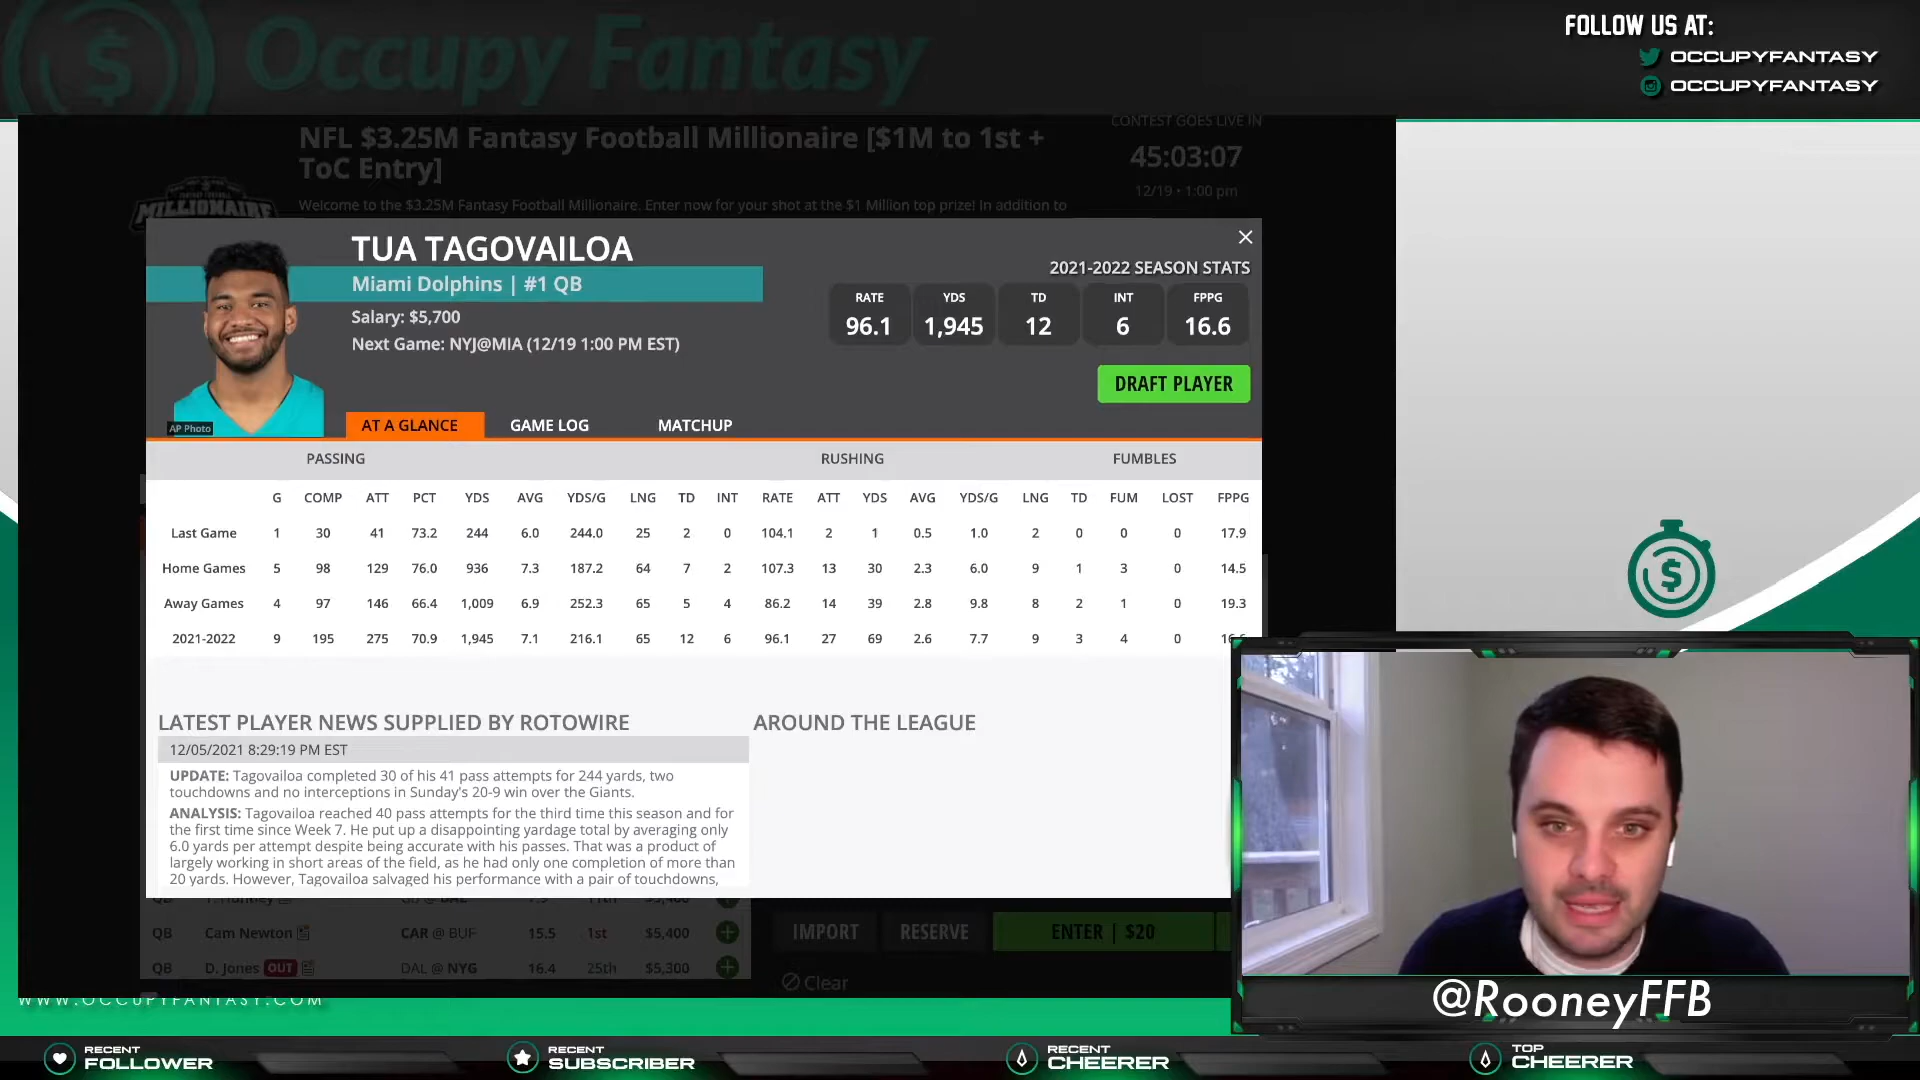 Occupy Fantasy
FOLLOW US AT:
OCCUPYFANTASY
OCCUPYFANTASY
NFL $3.25M Fantasy Football Millionaire [$1M to 1st +
ToC Entry]
CONTEST GOES LIVE IN
45:03:07
12/19 • 1:00 pm
MILLIONAIRE
Welcome to the $3.25M Fantasy Football Millionaire. Enter now for your shot at the $1 Million top prize! In addition to
TUA TAGOVAILOA
Miami Dolphins | #1 QB
Salary: $5,700
Next Game: NYJ@MIA (12/19 1:00 PM EST)
AP Photo
2021-2022 SEASON STATS
RATE YDS TD INT FPPG
96.1 1,945 12 6 16.6
DRAFT PLAYER
AT A GLANCE GAME LOG MATCHUP
PASSING RUSHING FUMBLES
G COMP ATT PCT YDS AVG YDS/G LNG TD INT RATE ATT YDS AVG YDS/G LNG TD FUM LOST FPPG
Last Game 1 30 41 73.2 244 6.0 244.0 25 2 0 104.1 2 1 0.5 1.0 2 0 0 0 17.9
Home Games 5 98 129 76.0 936 7.3 187.2 64 7 2 107.3 13 30 2.3 6.0 9 1 3 0 14.5
Away Games 4 97 146 66.4 1,009 6.9 252.3 65 5 4 86.2 14 39 2.8 9.8 8 2 1 0 19.3
2021-2022 9 195 275 70.9 1,945 7.1 216.1 65 12 6 96.1 27 69 2.6 7.7 9 3 4 0
LATEST PLAYER NEWS SUPPLIED BY ROTOWIRE
AROUND THE LEAGUE
12/05/2021 8:29:19 PM EST
UPDATE: Tagovailoa completed 30 of his 41 pass attempts for 244 yards, two
touchdowns and no interceptions in Sunday's 20-9 win over the Giants.
ANALYSIS: Tagovailoa reached 40 pass attempts for the third time this season and for
the first time since Week 7. He put up a disappointing yardage total by averaging only
6.0 yards per attempt despite being accurate with his passes. That was a product of
largely working in short areas of the field, as he had only one completion of more than
20 yards. However, Tagovailoa salvaged his performance with a pair of touchdowns,
QB Cam Newton CAR @ BUF 15.5 1st $5,400
QB D. Jones OUT DAL @ NYG 16.4 25th $5,300
IMPORT RESERVE ENTER | $20
Clear
WWW.OCCUPYFANTASY.COM
@RooneyFFB
RECENT
FOLLOWER
RECENT
SUBSCRIBER
RECENT
CHEERER
TOP
CHEERER